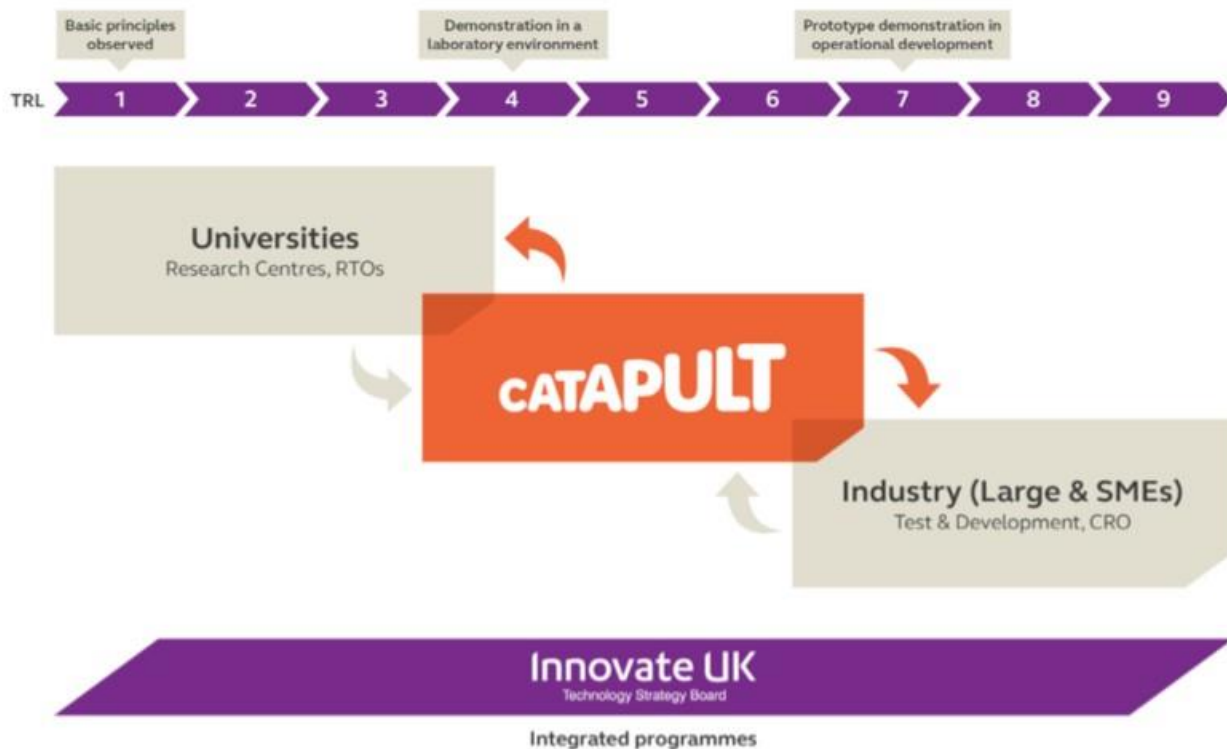 Basic principles
observed
Demonstration in a
laboratory environment
Prototype demonstration in
operational development
TRL 1 2 3 4 5 6 7 8 9
Universities
Research Centres, RTOs
CATAPULT
Industry (Large & SMEs)
Test & Development, CRO
Innovate UK
Technology Strategy Board
Integrated programmes